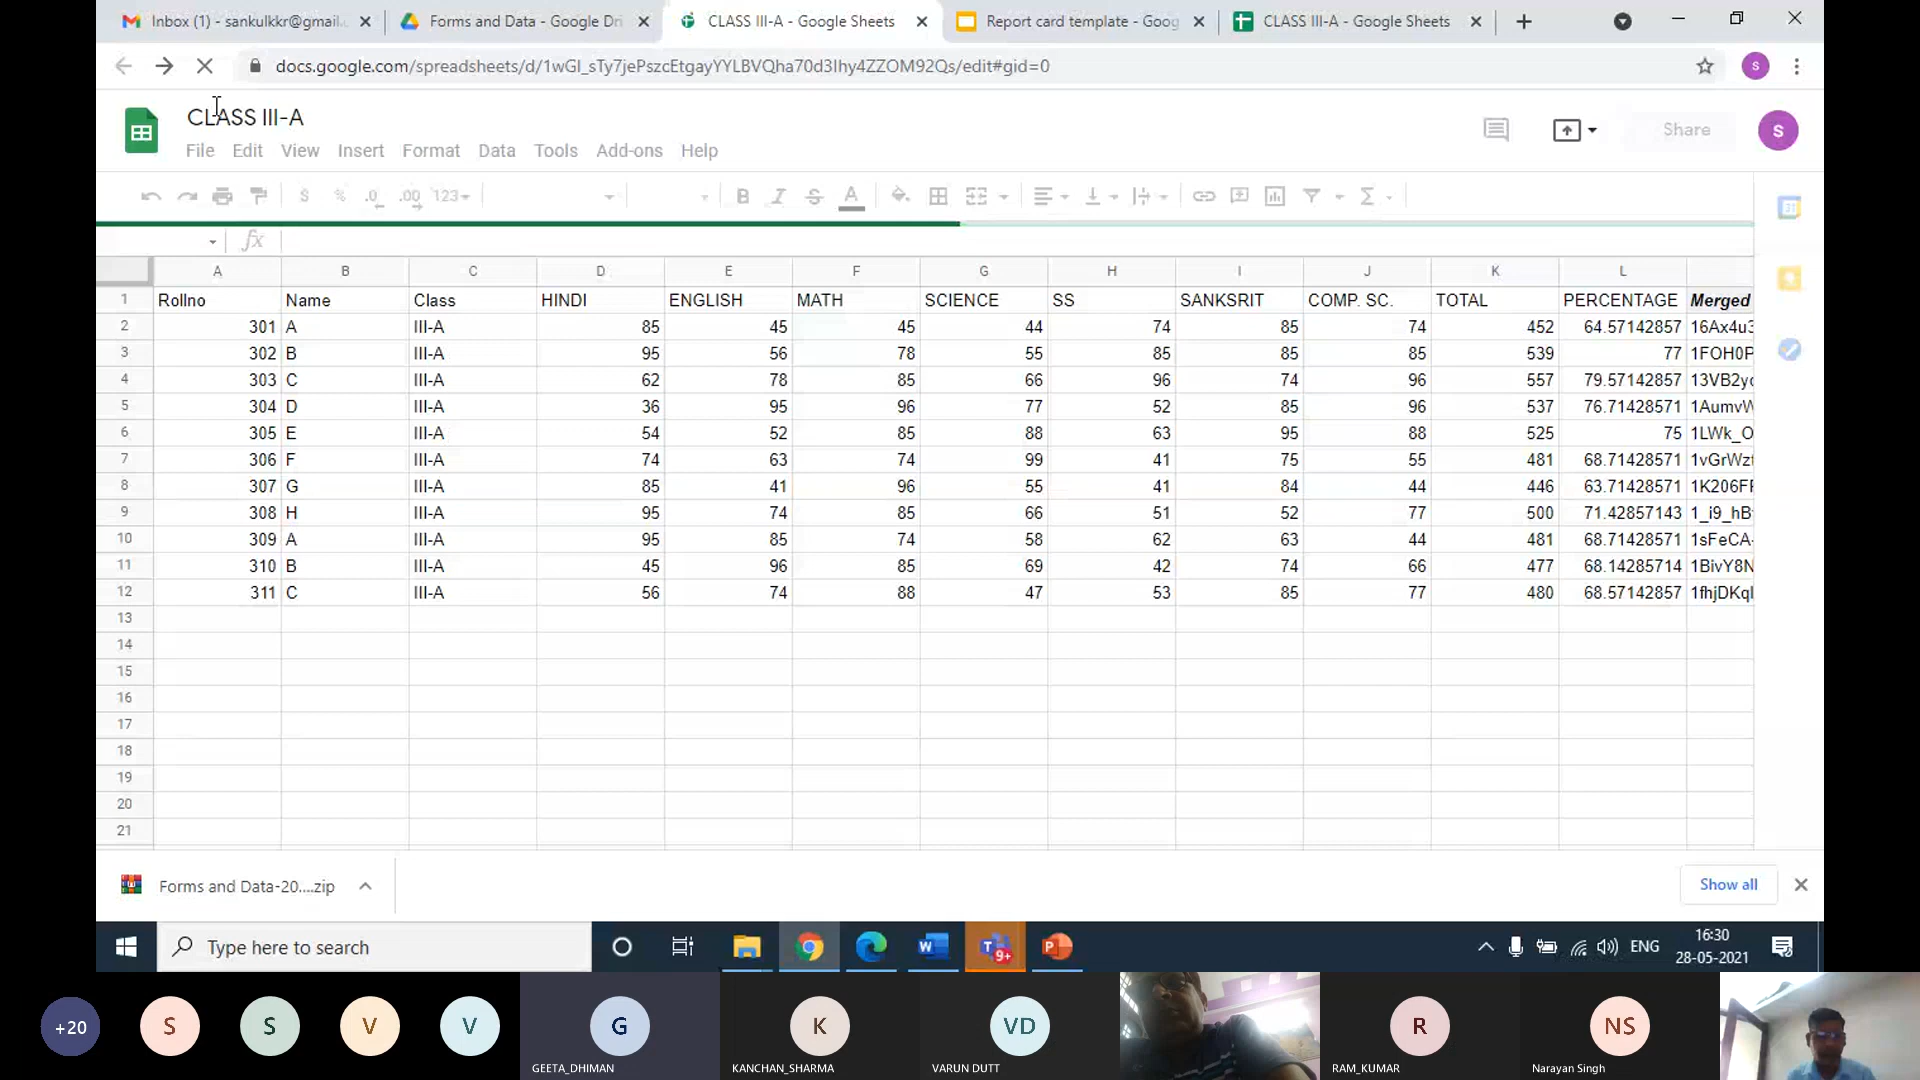 Inbox (1) - sankulkkr@gmail.
Forms and Data - Google Dri
CLASS III-A - Google Sheets
Report card template - Goog
CLASS III-A - Google Sheets
docs.google.com/spreadsheets/d/1wGl_sTy7jePszcEtgayYYLBVQha70d3Ihy4ZZOM92Qs/edit#gid=0
S
CLASS III-A
File Edit View Insert Format Data Tools Add-ons Help
Share
S
$ % .0 .00 123
B I S A
31
fx
A B C D E F G H I J K L
1 Rollno Name Class HINDI ENGLISH MATH SCIENCE SS SANKSRIT COMP. SC. TOTAL PERCENTAGE Merged
2 301 A III-A 85 45 45 44 74 85 74 452 64.57142857 16Ax4u3
3 302 B III-A 95 56 78 55 85 85 85 539 77 1FOH0P
4 303 C III-A 62 78 85 66 96 74 96 557 79.57142857 13VB2yc
5 304 D III-A 36 95 96 77 52 85 96 537 76.71428571 1AumvW
6 305 E III-A 54 52 85 88 63 95 88 525 75 1LWk_O
7 306 F III-A 74 63 74 99 41 75 55 481 68.71428571 1vGrWzt
8 307 G III-A 85 41 96 55 41 84 44 446 63.71428571 1K206FF
9 308 H III-A 95 74 85 66 51 52 77 500 71.42857143 1_i9_hB
10 309 A III-A 95 85 74 58 62 63 44 481 68.71428571 1sFeCA-
11 310 B III-A 45 96 85 69 42 74 66 477 68.14285714 1BivY8N
12 311 C III-A 56 74 88 47 53 85 77 480 68.57142857 1fhjDKql
13
14
15
16
17
18
19
20
21
Forms and Data-20....zip
Show all
Type here to search
W
T
9+
P
ENG
16:30
28-05-2021
+20 S S V V G K VD R NS
GEETA_DHIMAN KANCHAN_SHARMA VARUN DUTT RAM_KUMAR Narayan Singh